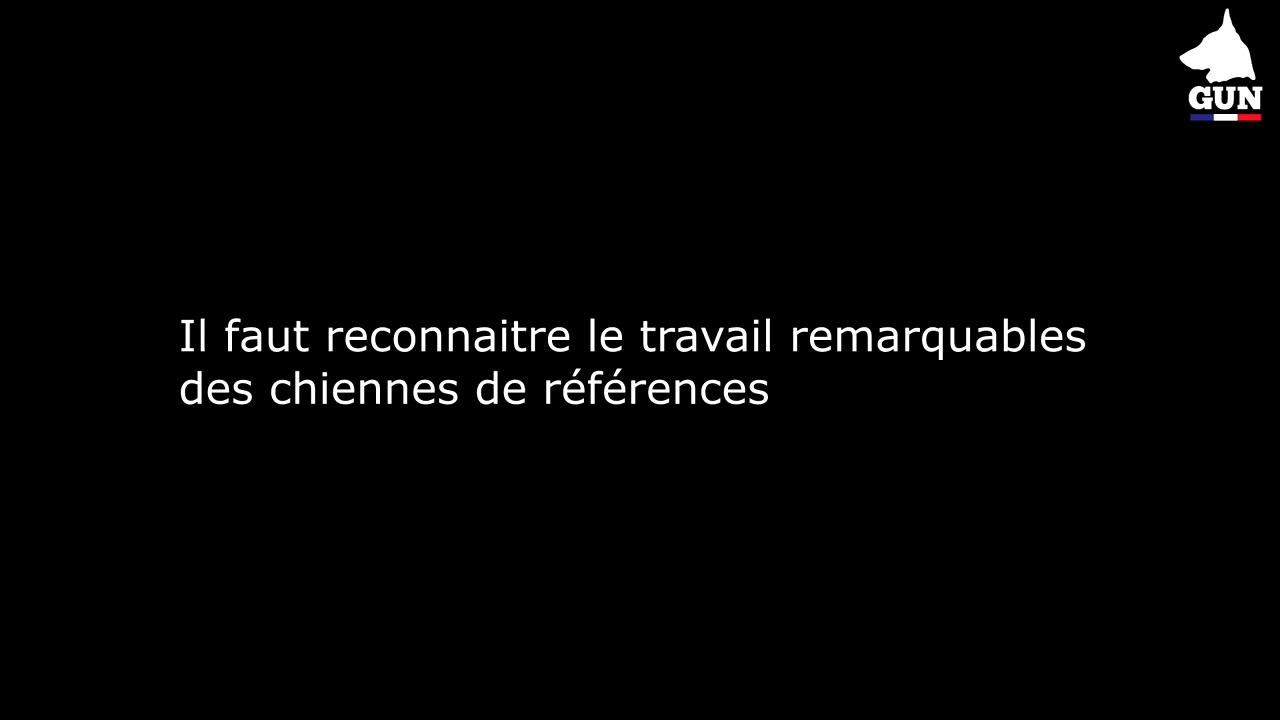 GUN
Il faut reconnaitre le travail remarquables
des chiennes de références